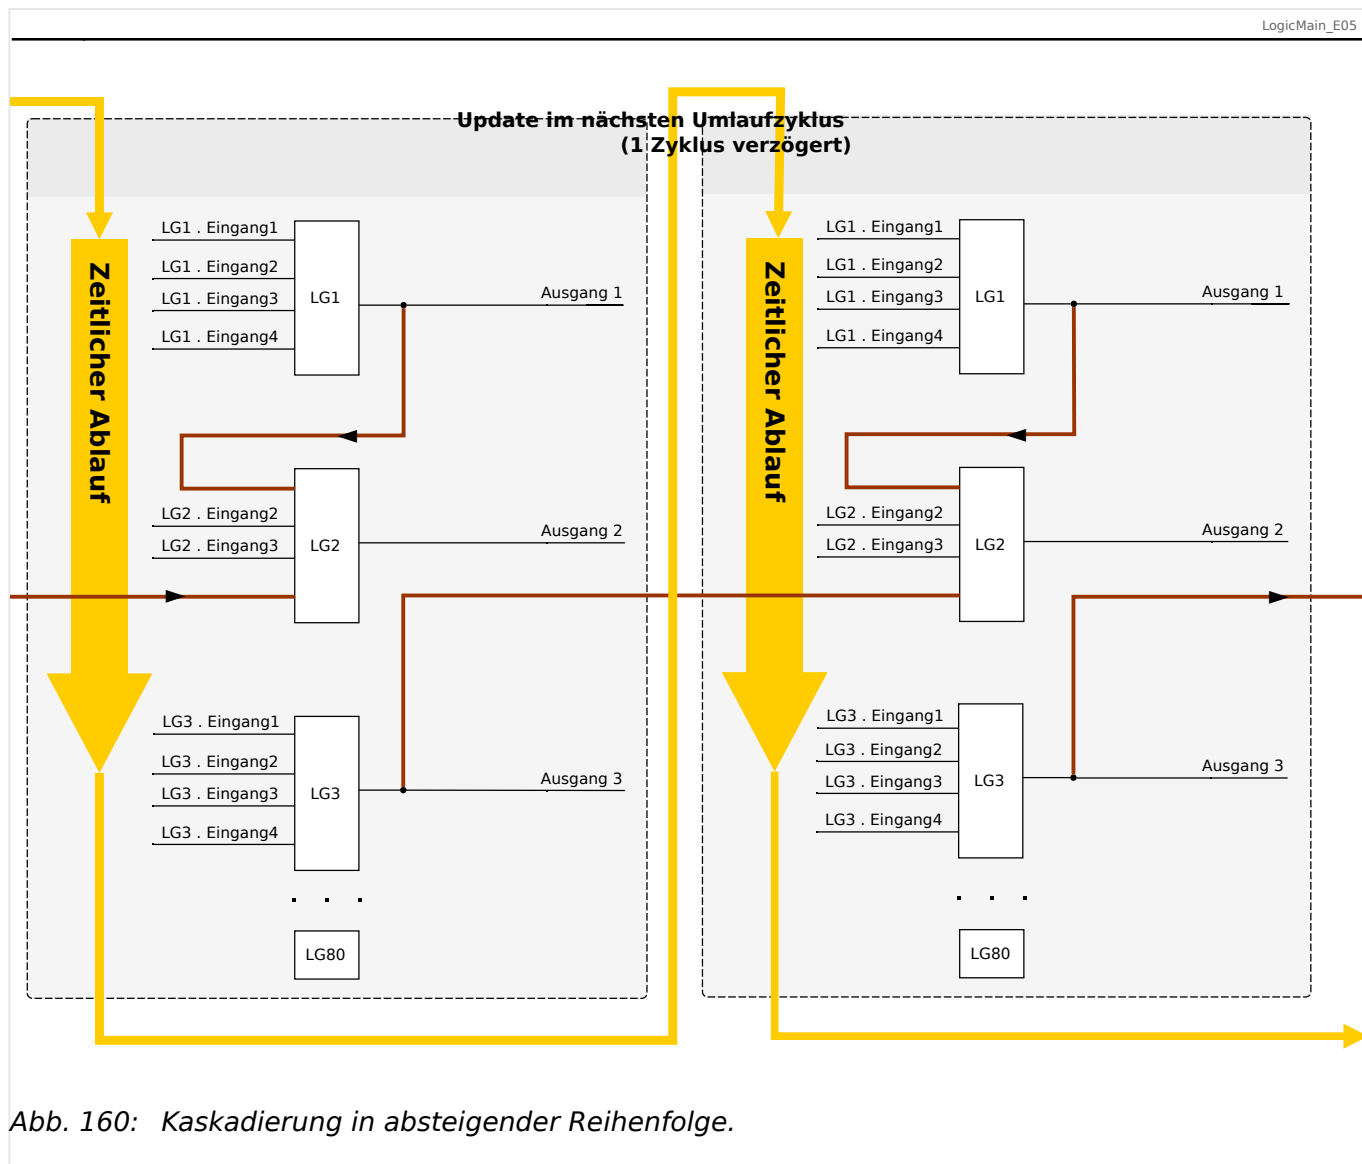 LogicMain_E05
Update im nächsten Umlaufzyklus
(1 Zyklus verzögert)
Zeitlicher Ablauf
LG1 . Eingang1
LG1 . Eingang2
LG1 . Eingang3
LG1 . Eingang4
LG1
Ausgang 1
LG2 . Eingang2
LG2 . Eingang3
LG2
Ausgang 2
LG3 . Eingang1
LG3 . Eingang2
LG3 . Eingang3
LG3 . Eingang4
LG3
Ausgang 3
. . .
LG80
Zeitlicher Ablauf
LG1 . Eingang1
LG1 . Eingang2
LG1 . Eingang3
LG1 . Eingang4
LG1
Ausgang 1
LG2 . Eingang2
LG2 . Eingang3
LG2
Ausgang 2
LG3 . Eingang1
LG3 . Eingang2
LG3 . Eingang3
LG3 . Eingang4
LG3
Ausgang 3
. . .
LG80
Abb. 160: Kaskadierung in absteigender Reihenfolge.